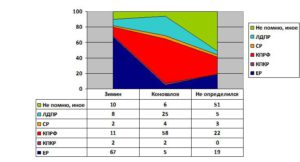 100
80
60
40
20
0
Не помню, иное
ЛДПР
СР
КПРФ
КПКР
ЕР
Зимин Коновалов Не определился
Не помню, иное 10 6 51
ЛДПР 8 25 5
СР 2 4 3
КПРФ 11 58 22
КПКР 2 2 0
ЕР 67 5 19